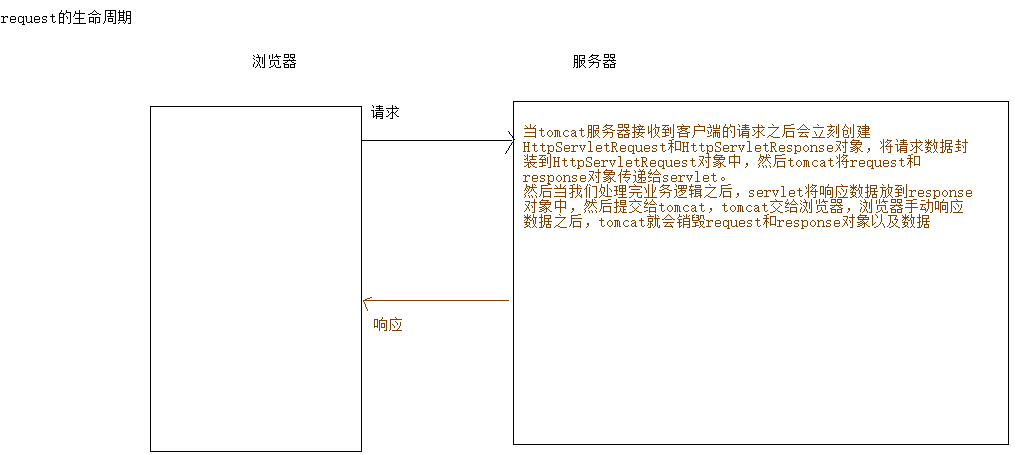 request的生命周期
浏览器
服务器
请求
当tomcat服务器接收到客户端的请求之后会立刻创建
HttpServletRequest和HttpServletResponse对象，将请求数据封
装到HttpServletRequest对象中，然后tomcat将request和
response对象传递给servlet。
然后当我们处理完业务逻辑之后，servlet将响应数据放到response
对象中，然后提交给tomcat，tomcat交给浏览器，浏览器手动响应
数据之后，tomcat就会销毁request和response对象以及数据
响应